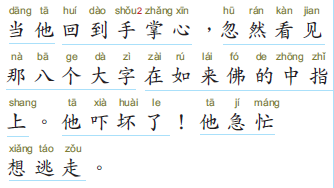 dāng tā huí dào shǒu2 zhǎng xīn hū rán kàn jian
当他回到手掌心，忽然看见
nà bā ge dà zì zài rú lái fó de zhōng zhǐ
那八个大字在如来佛的中指
shang tā xià huài le tā jí máng
上。他吓坏了！他急忙
xiǎng táo zǒu
想逃走。